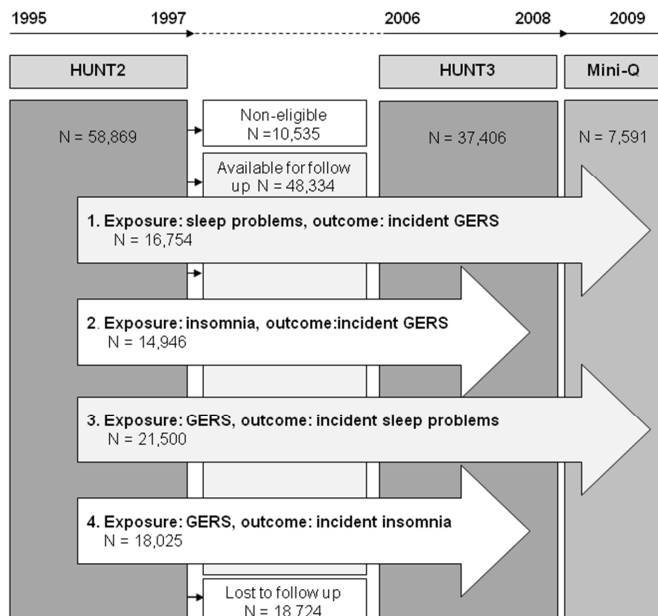 1995 1997 2006 2008 2009
HUNT2 HUNT3 Mini-Q
N = 58,869
Non-eligible
N =10,535
N = 37,406
N = 7,591
Available for follow
up N = 48,334
1. Exposure: sleep problems, outcome: incident GERS
N = 16,754
2. Exposure: insomnia, outcome:incident GERS
N = 14,946
3. Exposure: GERS, outcome: incident sleep problems
N = 21,500
4. Exposure: GERS, outcome: incident insomnia
N = 18,025
Lost to follow up
N = 18,724